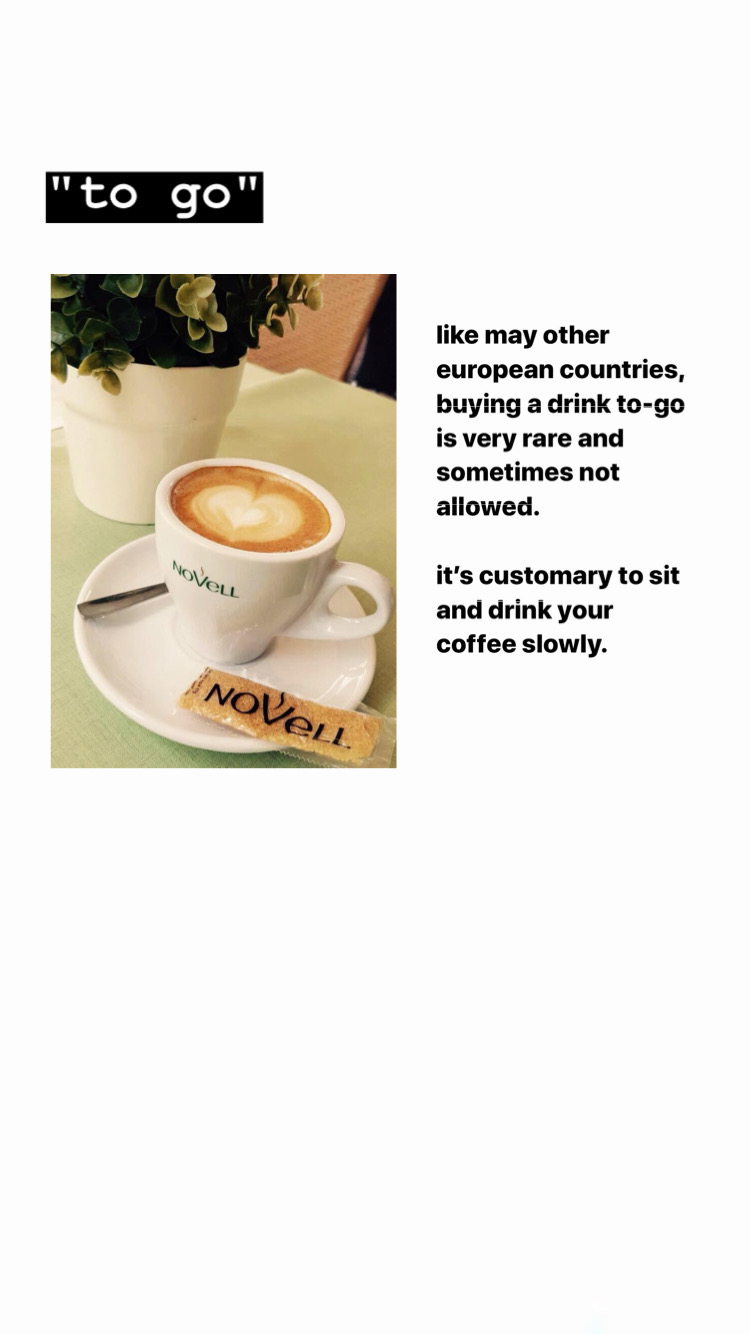 "to go"
like may other
european countries,
buying a drink to-go
is very rare and
sometimes not
allowed.
it's customary to sit
and drink your
coffee slowly.
NOVELL
NOVELL